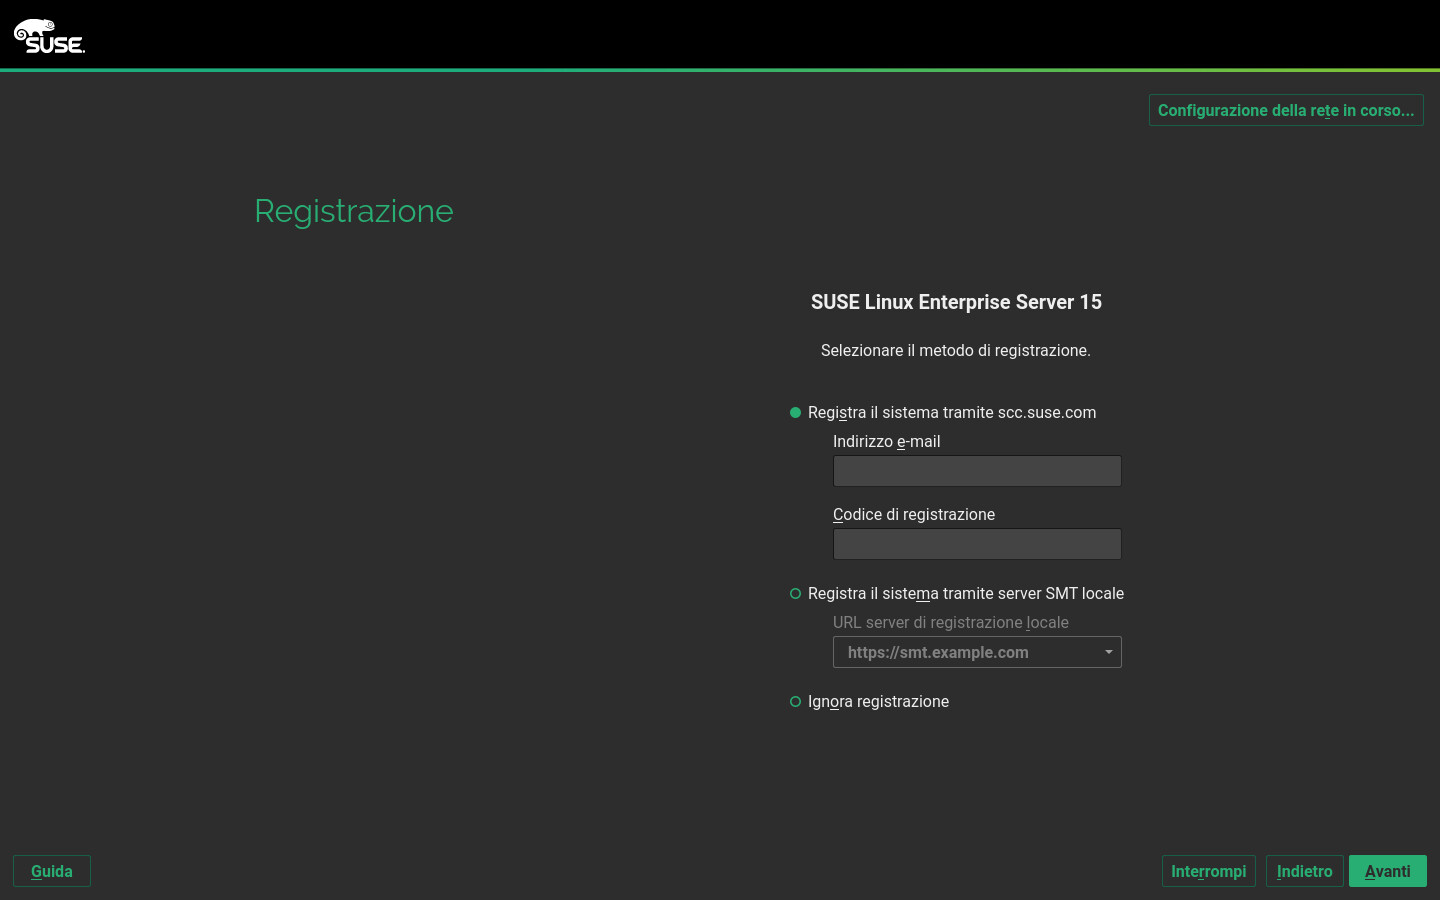 SUSE
Configurazione della rete in corso...
Registrazione
SUSE Linux Enterprise Server 15
Selezionare il metodo di registrazione.
Registra il sistema tramite scc.suse.com
Indirizzo e-mail
Codice di registrazione
Registra il sistema tramite server SMT locale
URL server di registrazione locale
https://smt.example.com
Ignora registrazione
Guida Interrompi Indietro Avanti